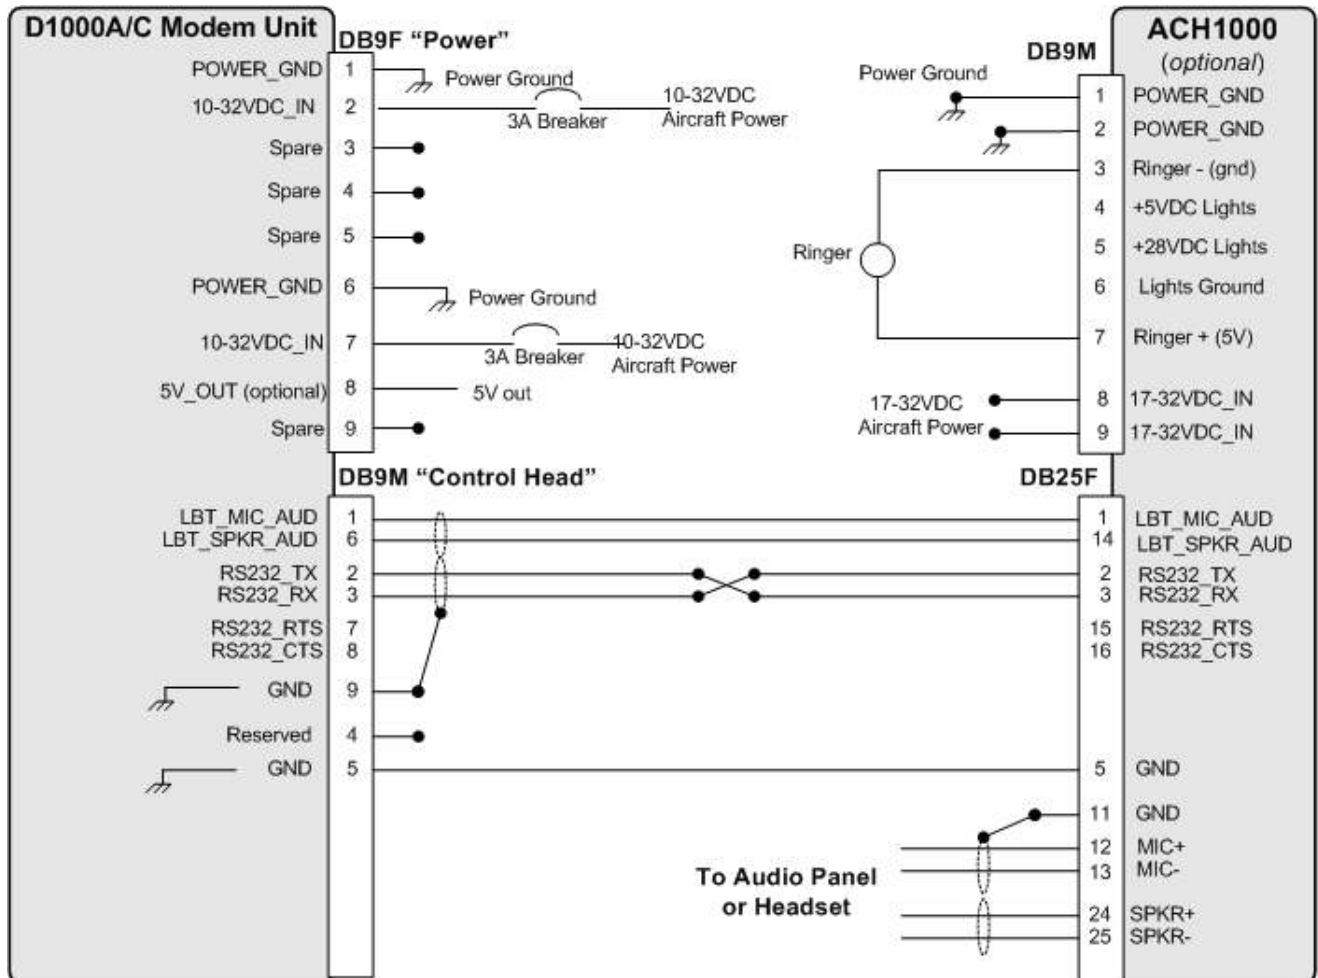 D1000A/C Modem Unit
DB9F “Power”
POWER_GND 1 Power Ground
10-32VDC_IN 2 3A Breaker 10-32VDC
Aircraft Power
Spare 3
Spare 4
Spare 5
POWER_GND 6 Power Ground
10-32VDC_IN 7 3A Breaker 10-32VDC
Aircraft Power
5V_OUT (optional) 8 5V out
Spare 9
ACH1000
(optional)
DB9M
Power Ground 1 POWER_GND
2 POWER_GND
3 Ringer - (gnd)
4 +5VDC Lights
5 +28VDC Lights
Ringer
6 Lights Ground
7 Ringer + (5V)
17-32VDC
Aircraft Power
8 17-32VDC_IN
9 17-32VDC_IN
DB9M “Control Head”
LBT_MIC_AUD 1
LBT_SPKR_AUD 6
RS232_TX 2
RS232_RX 3
RS232_RTS 7
RS232_CTS 8
GND 9
Reserved 4
GND 5
DB25F
1 LBT_MIC_AUD
14 LBT_SPKR_AUD
2 RS232_TX
3 RS232_RX
15 RS232_RTS
16 RS232_CTS
5 GND
11 GND
12 MIC+
13 MIC-
To Audio Panel
or Headset
24 SPKR+
25 SPKR-